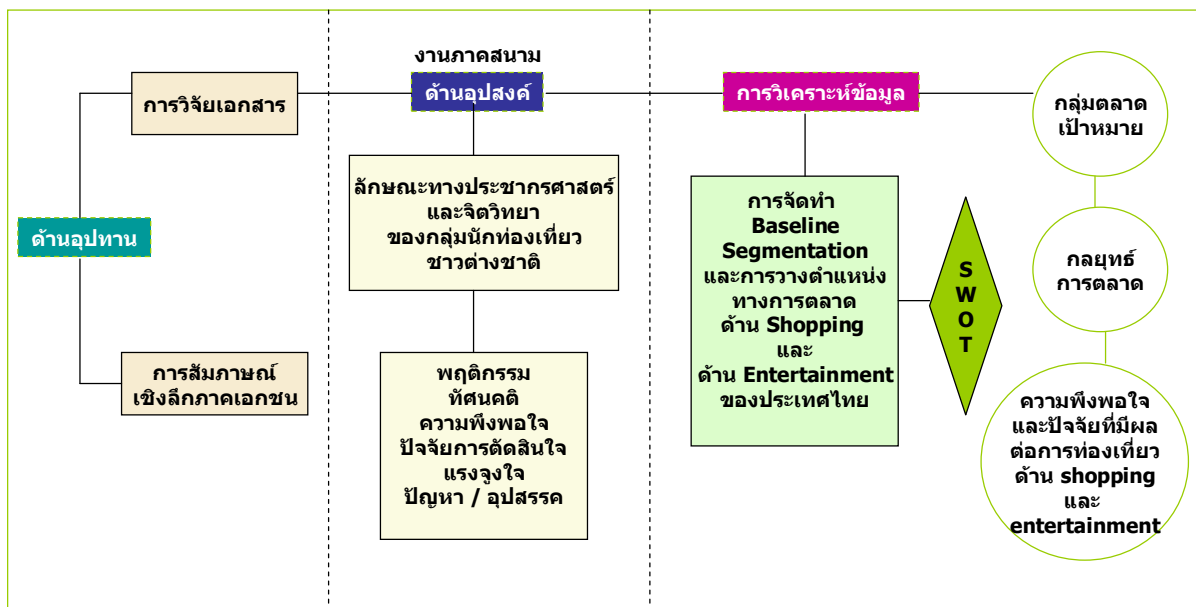 การวิจัยเอกสาร
ด้านอุปทาน
การสัมภาษณ์
เชิงลึกภาคเอกชน
งานภาคสนาม
ด้านอุปสงค์
ลักษณะทางประชากรศาสตร์
และจิตวิทยา
ของกลุ่มนักท่องเที่ยว
ชาวต่างชาติ
พฤติกรรม
ทัศนคติ
ความพึงพอใจ
ปัจจัยการตัดสินใจ
แรงจูงใจ
ปัญหา / อุปสรรค
การวิเคราะห์ข้อมูล
การจัดทำ
Baseline
Segmentation
และการวางตำแหน่ง
ทางการตลาด
ด้าน Shopping
และ
ด้าน Entertainment
ของประเทศไทย
S
W
O
T
กลุ่มตลาด
เป้าหมาย
กลยุทธ์
การตลาด
ความพึงพอใจ
และปัจจัยที่มีผล
ต่อการท่องเที่ยว
ด้าน shopping
และ
entertainment